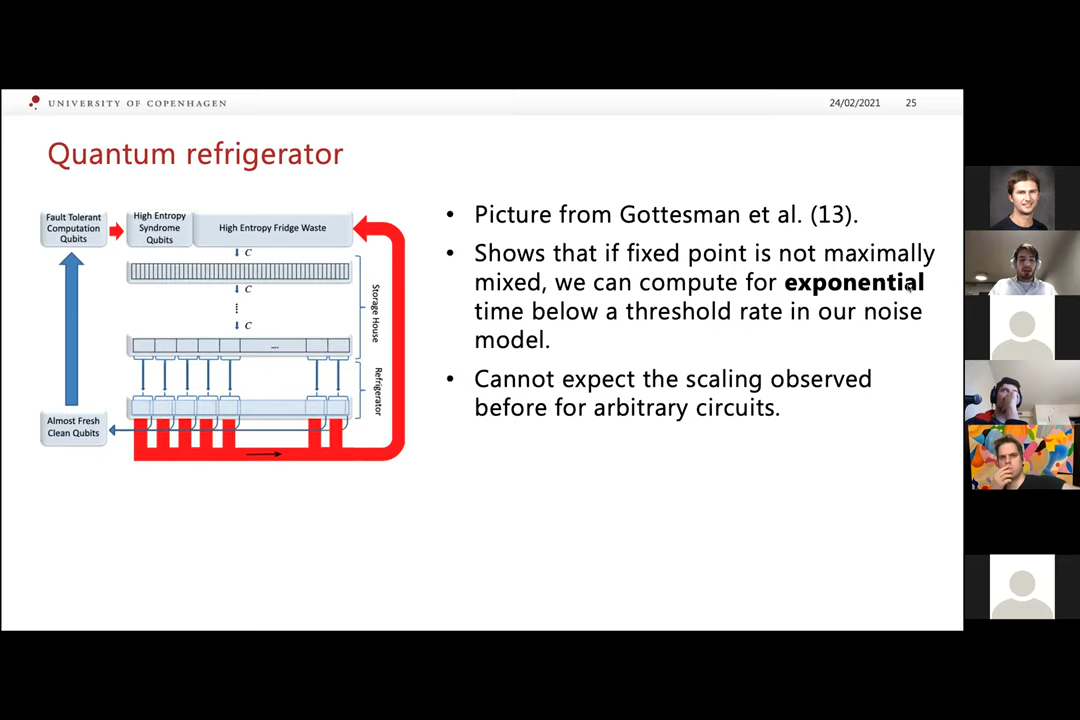 UNIVERSITY OF COPENHAGEN
24/02/2021 25
Quantum refrigerator
Fault Tolerant
Computation
Qubits
High Entropy
Syndrome
Qubits
High Entropy Fridge Waste
C
C
C
Storage House
....
Refrigerator
Almost Fresh
Clean Qubits
• Picture from Gottesman et al. (13).
• Shows that if fixed point is not maximally
mixed, we can compute for exponential
time below a threshold rate in our noise
model.
• Cannot expect the scaling observed
before for arbitrary circuits.